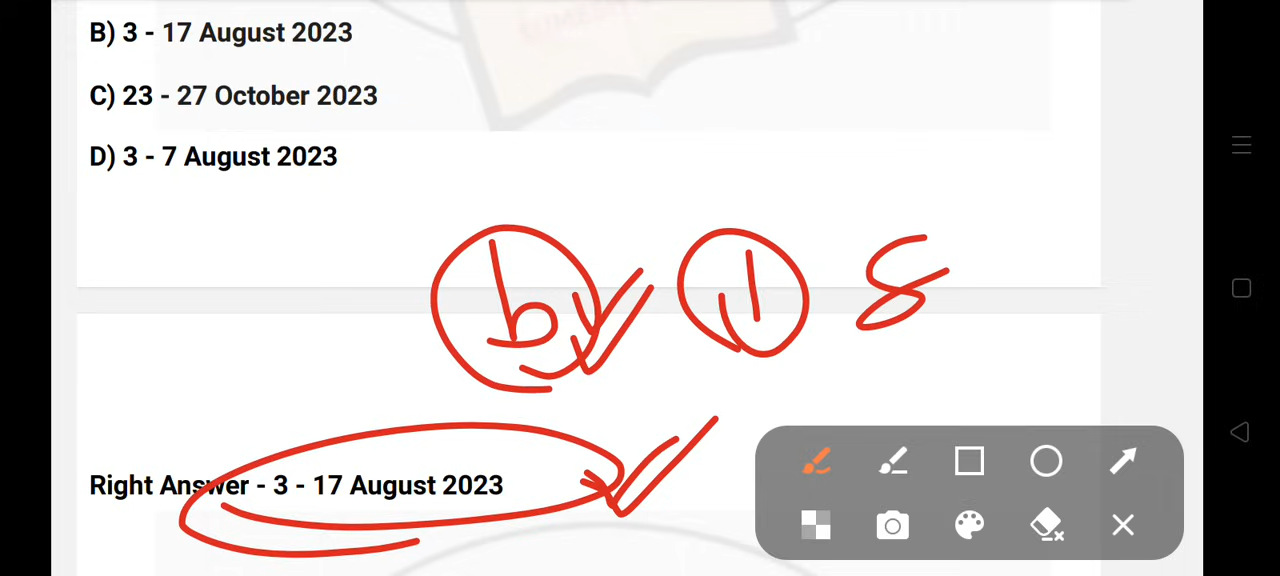 B) 3 - 17 August 2023
C) 23 - 27 October 2023
D) 3 - 7 August 2023
b
Right Answer - 3 - 17 August 2023